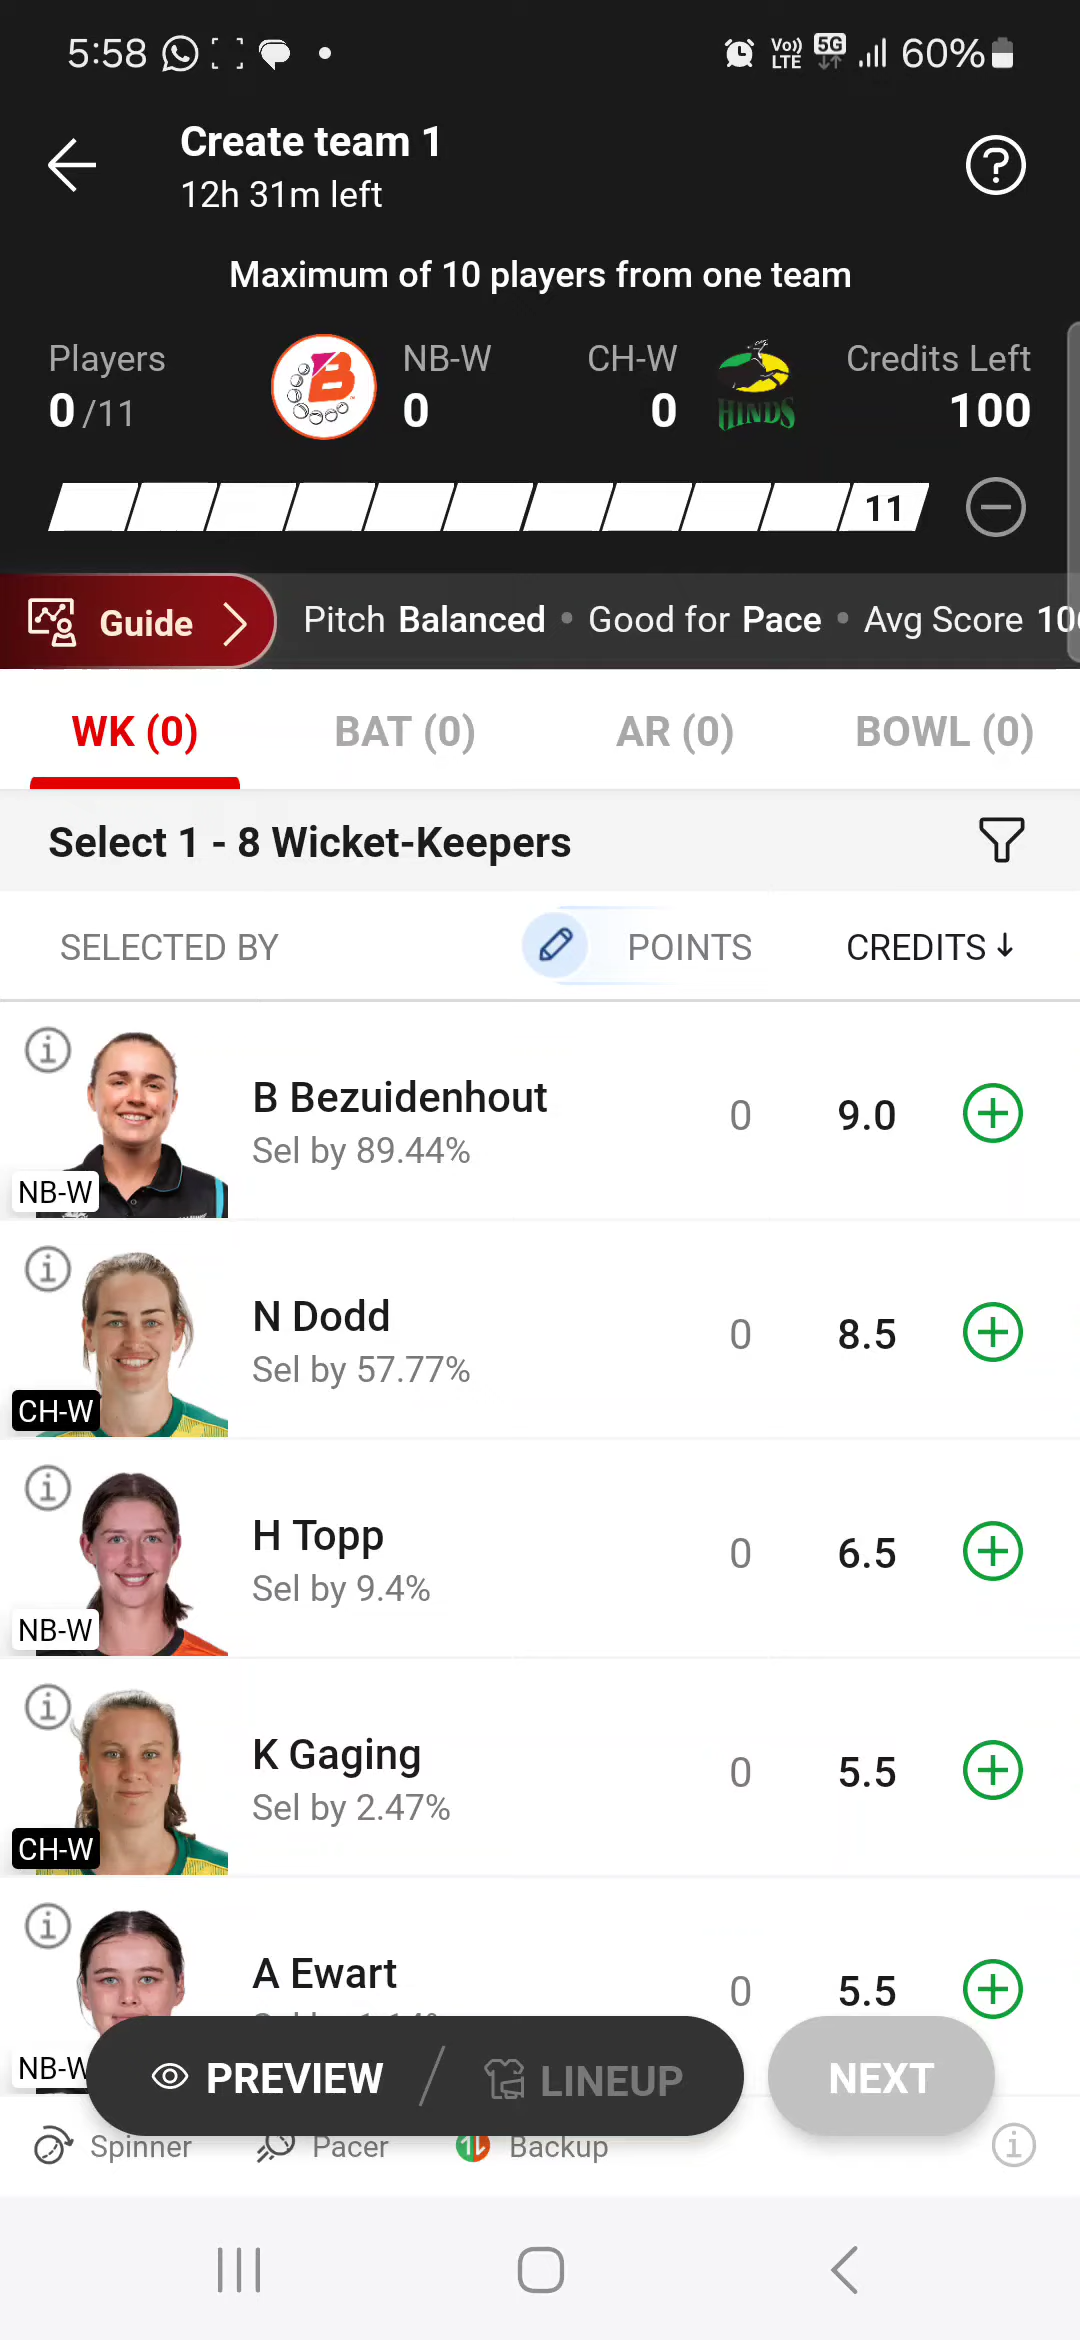 5:58 VoLTE 5G 60%
Create team 1
12h 31m left
Maximum of 10 players from one team
Players NB-W CH-W Credits Left
0/11 0 0 HINDS 100
11
Guide Pitch Balanced • Good for Pace • Avg Score
WK (0) BAT (0) AR (0) BOWL (0)
Select 1 - 8 Wicket-Keepers
SELECTED BY POINTS CREDITS ↓
B Bezuidenhout 0 9.0
Sel by 89.44%
NB-W
N Dodd 0 8.5
Sel by 57.77%
CH-W
H Topp 0 6.5
Sel by 9.4%
NB-W
K Gaging 0 5.5
Sel by 2.47%
CH-W
A Ewart 0 5.5
NB-W
PREVIEW / LINEUP NEXT
Spinner Pacer Backup